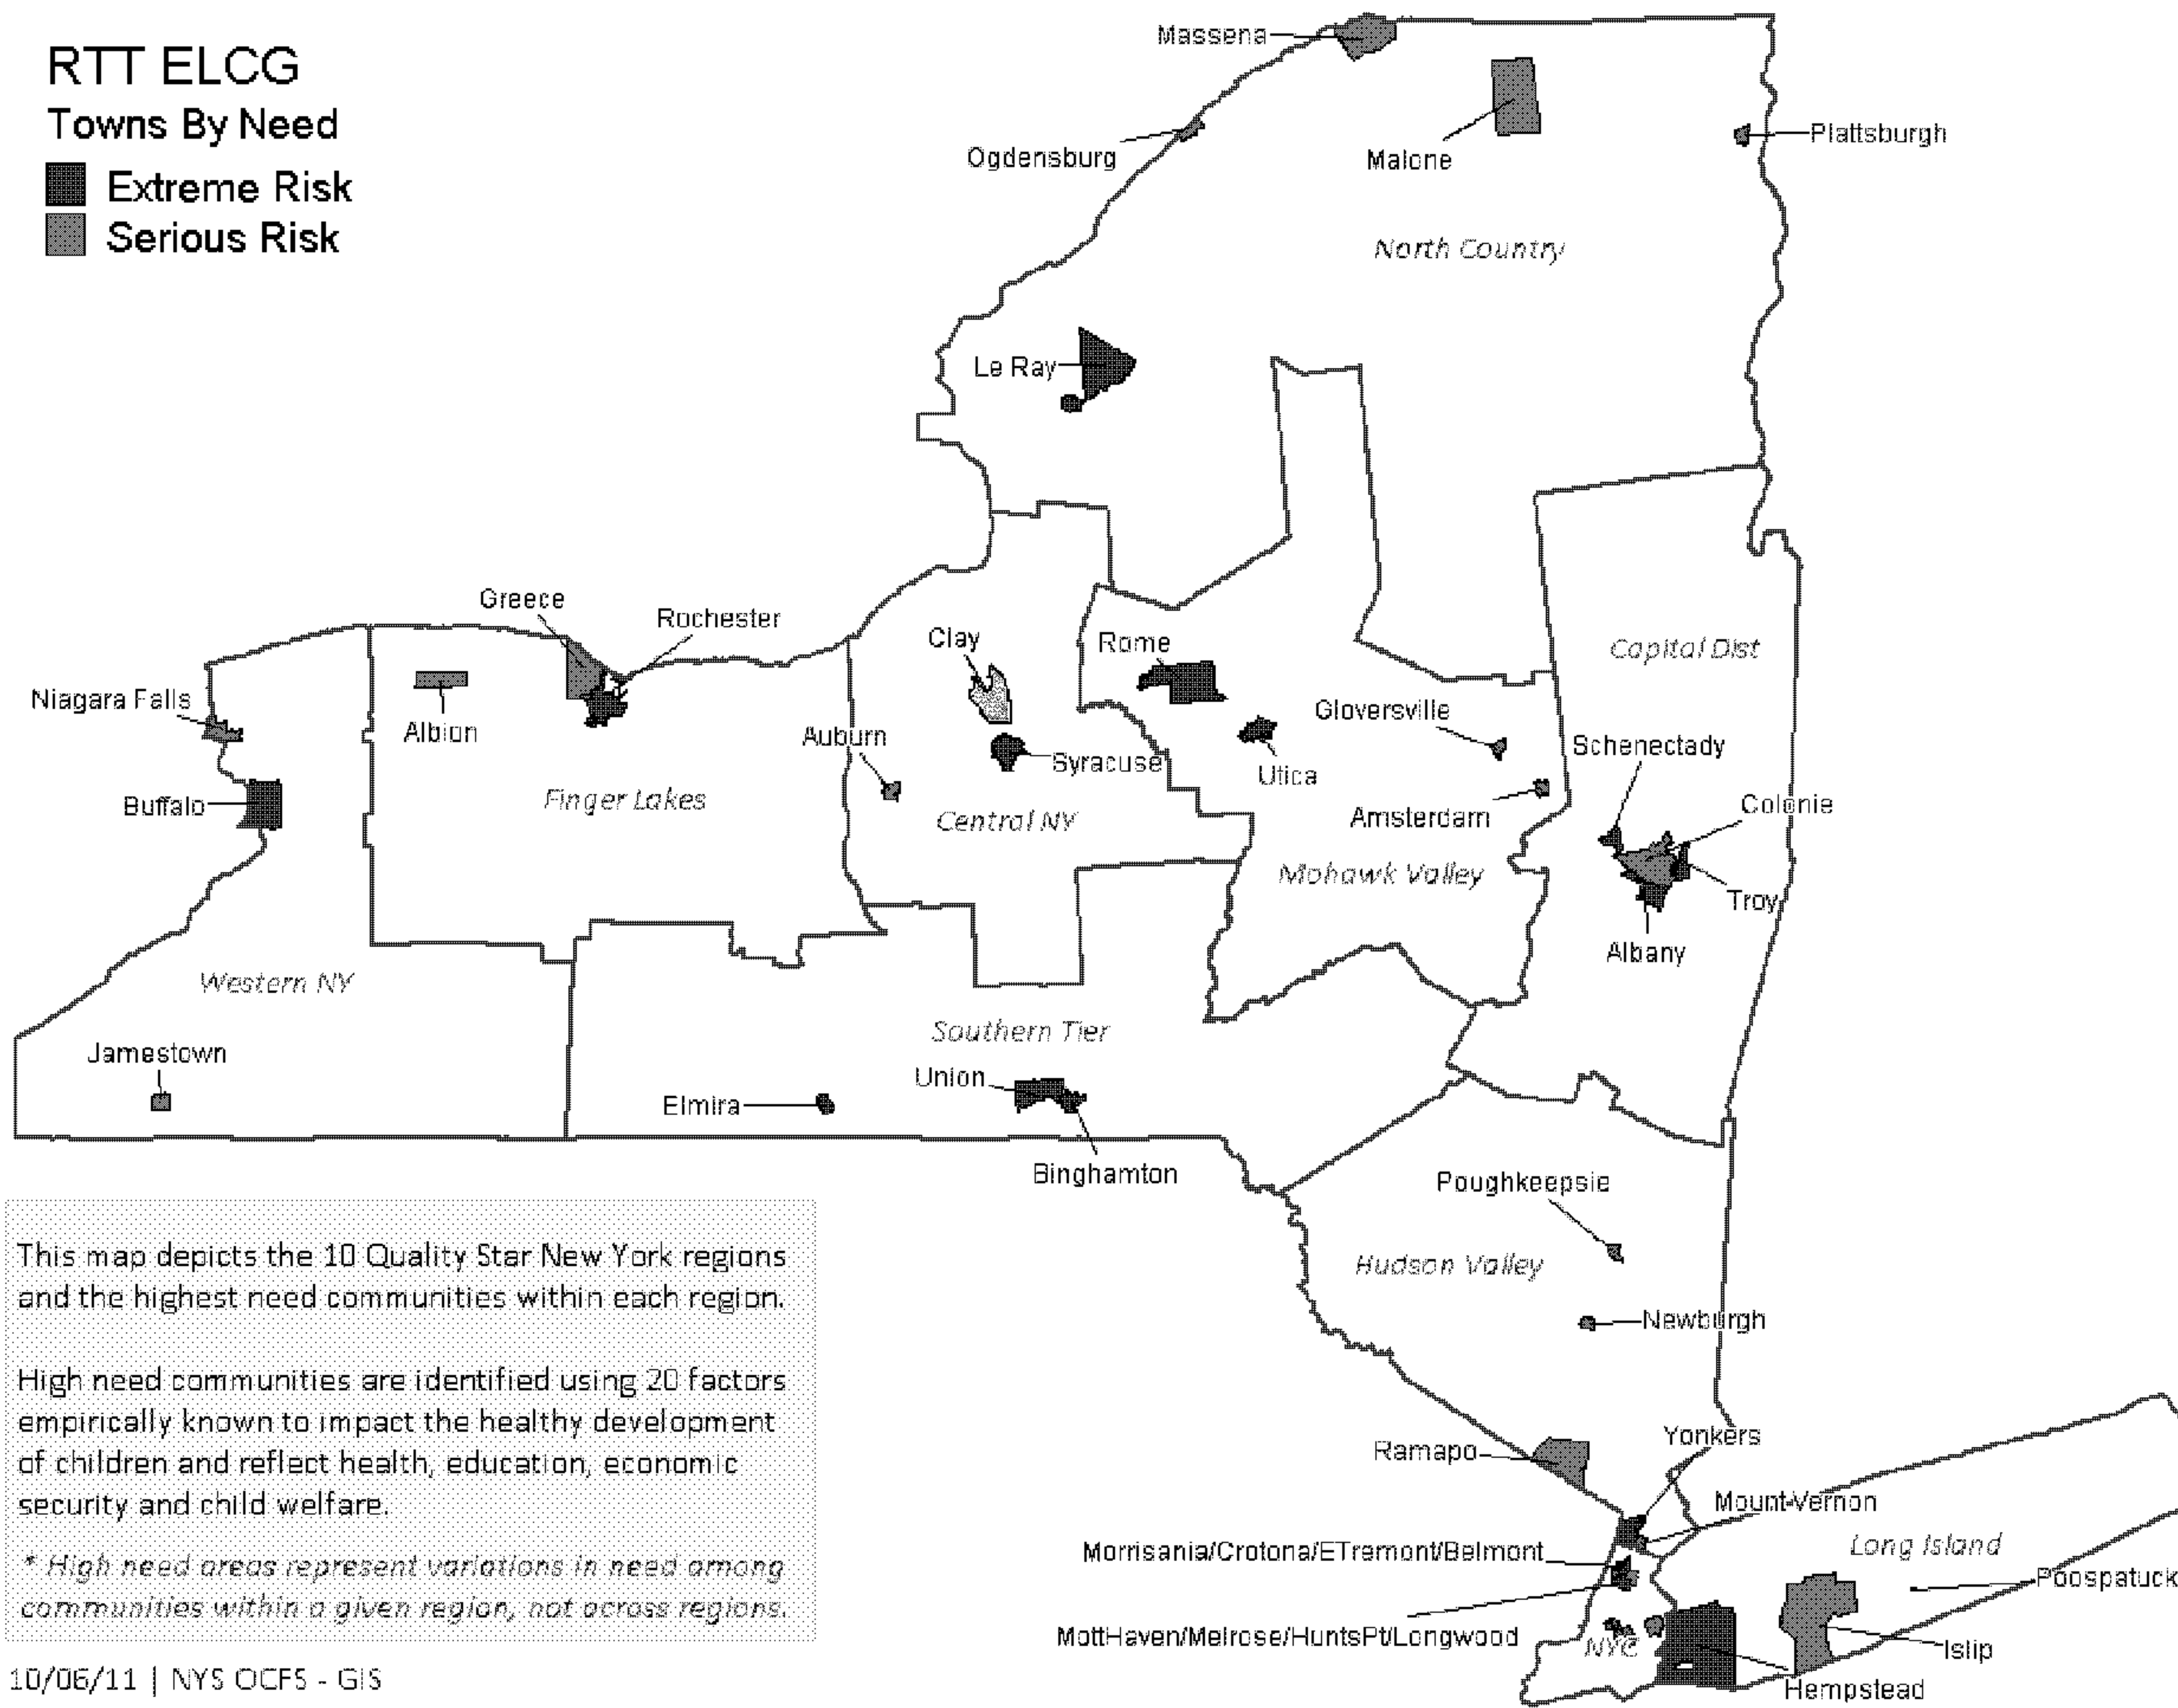 RTT ELCG
Towns By Need
Extreme Risk
Serious Risk
Massena
Ogdensburg
Malone
Plattsburgh
North Country
Le Ray
Greece
Rochester
Clay
Rome
Capital Dist
Niagara Falls
Albion
Auburn
Syracuse
Utica
Gloversville
Schenectady
Buffalo
Finger Lakes
Central NY
Amsterdam
Colonie
Mohawk Valley
Troy
Albany
Western NY
Southern Tier
Jamestown
Elmira
Union
Binghamton
Poughkeepsie
Hudson Valley
Newburgh
This map depicts the 10 Quality Star New York regions
and the highest need communities within each region.
High need communities are identified using 20 factors
empirically known to impact the healthy development
of children and reflect health, education, economic
security and child welfare.
* High need areas represent variations in need among
communities within a given region, not across regions.
Ramapo
Yonkers
Mount Vernon
Morrisania/Crotona/ETremont/Belmont
Long Island
Poospatuck
MottHaven/Melrose/HuntsPt/Longwood
NYC
Islip
Hempstead
10/06/11 | NYS OCFS - GIS